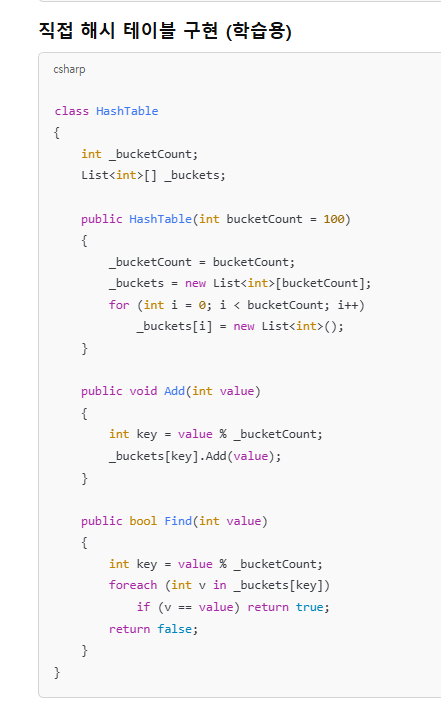 직접 해시 테이블 구현 (학습용)
csharp
class HashTable
{
    int _bucketCount;
    List<int>[] _buckets;
    public HashTable(int bucketCount = 100)
    {
        _bucketCount = bucketCount;
        _buckets = new List<int>[bucketCount];
        for (int i = 0; i < bucketCount; i++)
            _buckets[i] = new List<int>();
    }
    public void Add(int value)
    {
        int key = value % _bucketCount;
        _buckets[key].Add(value);
    }
    public bool Find(int value)
    {
        int key = value % _bucketCount;
        foreach (int v in _buckets[key])
            if (v == value) return true;
        return false;
    }
}